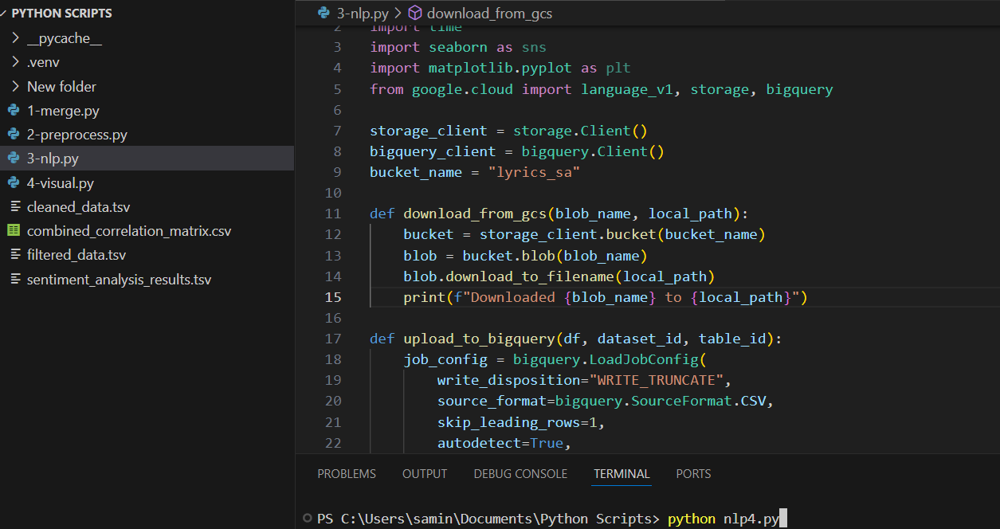 PYTHON SCRIPTS
__pycache__
.venv
New folder
1-merge.py
2-preprocess.py
3-nlp.py
4-visual.py
cleaned_data.tsv
combined_correlation_matrix.csv
filtered_data.tsv
sentiment_analysis_results.tsv
3-nlp.py > download_from_gcs
2 import time
3 import seaborn as sns
4 import matplotlib.pyplot as plt
5 from google.cloud import language_v1, storage, bigquery
6
7 storage_client = storage.Client()
8 bigquery_client = bigquery.Client()
9 bucket_name = "lyrics_sa"
10
11 def download_from_gcs(blob_name, local_path):
12     bucket = storage_client.bucket(bucket_name)
13     blob = bucket.blob(blob_name)
14     blob.download_to_filename(local_path)
15     print(f"Downloaded {blob_name} to {local_path}")
16
17 def upload_to_bigquery(df, dataset_id, table_id):
18     job_config = bigquery.LoadJobConfig(
19         write_disposition="WRITE_TRUNCATE",
20         source_format=bigquery.SourceFormat.CSV,
21         skip_leading_rows=1,
22         autodetect=True,
PROBLEMS OUTPUT DEBUG CONSOLE TERMINAL PORTS
PS C:\Users\samin\Documents\Python Scripts> python nlp4.py